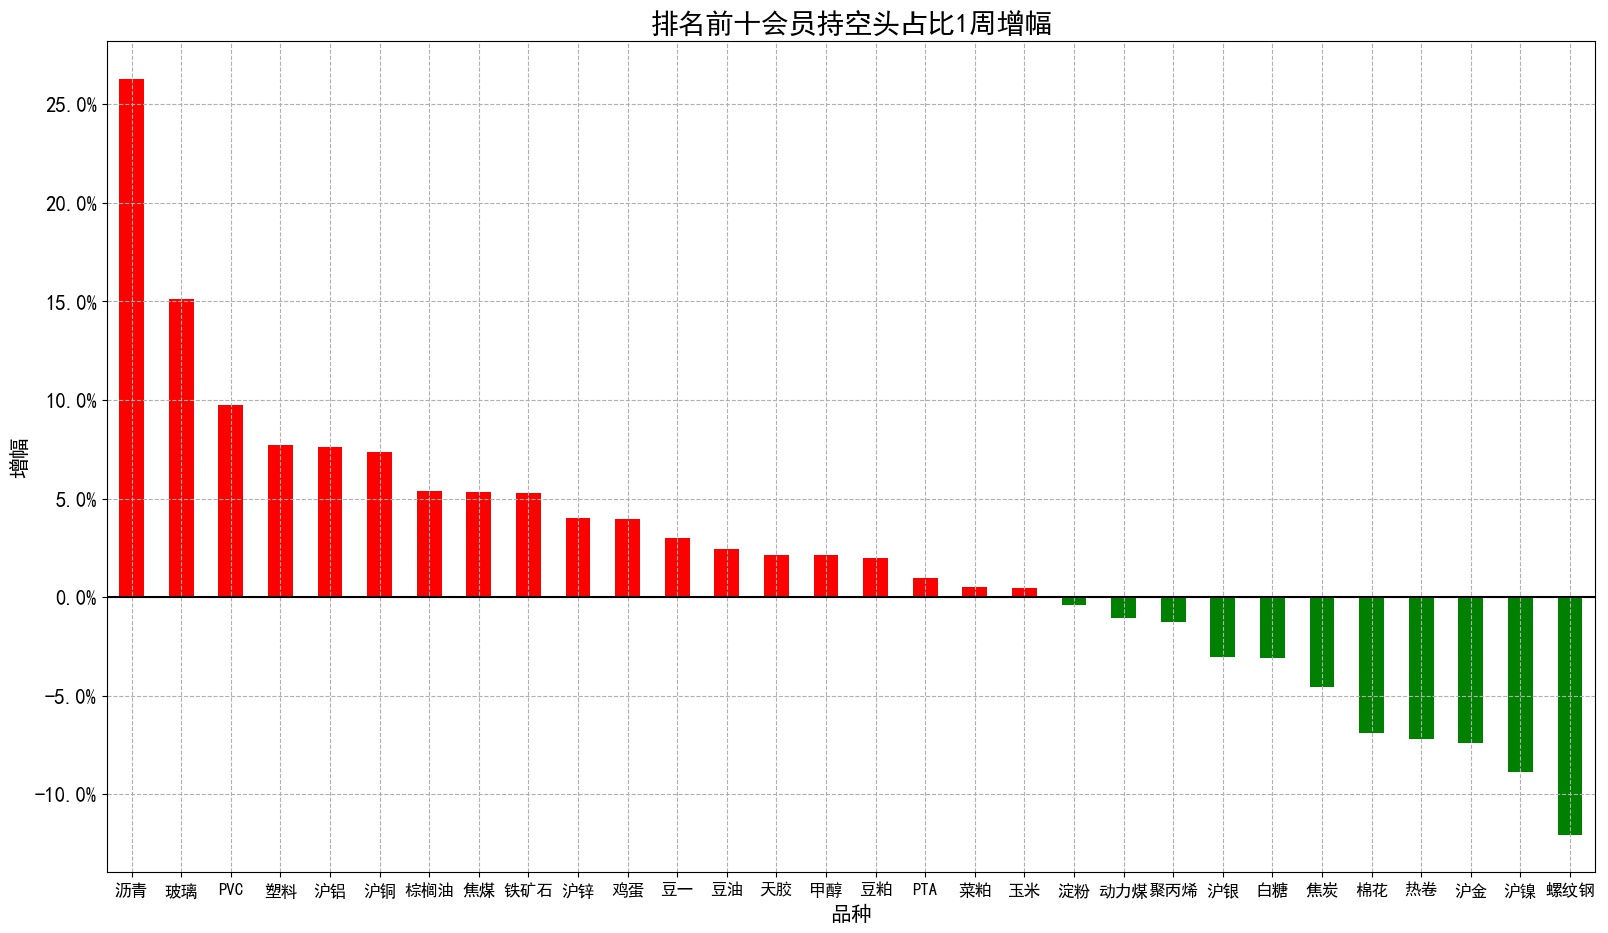 排名前十会员持空头占比1周增幅
25.0%
20.0%
15.0%
10.0%
5.0%
0.0%
−5.0%
−10.0%
增幅
沥青 玻璃 PVC 塑料 沪铝 沪铜 棕榈油 焦煤 铁矿石 沪锌 鸡蛋 豆一 豆油 天胶 甲醇 豆粕 PTA 菜粕 玉米 淀粉 动力煤 聚丙烯 沪银 白糖 焦炭 棉花 热卷 沪金 沪镍 螺纹钢
品种